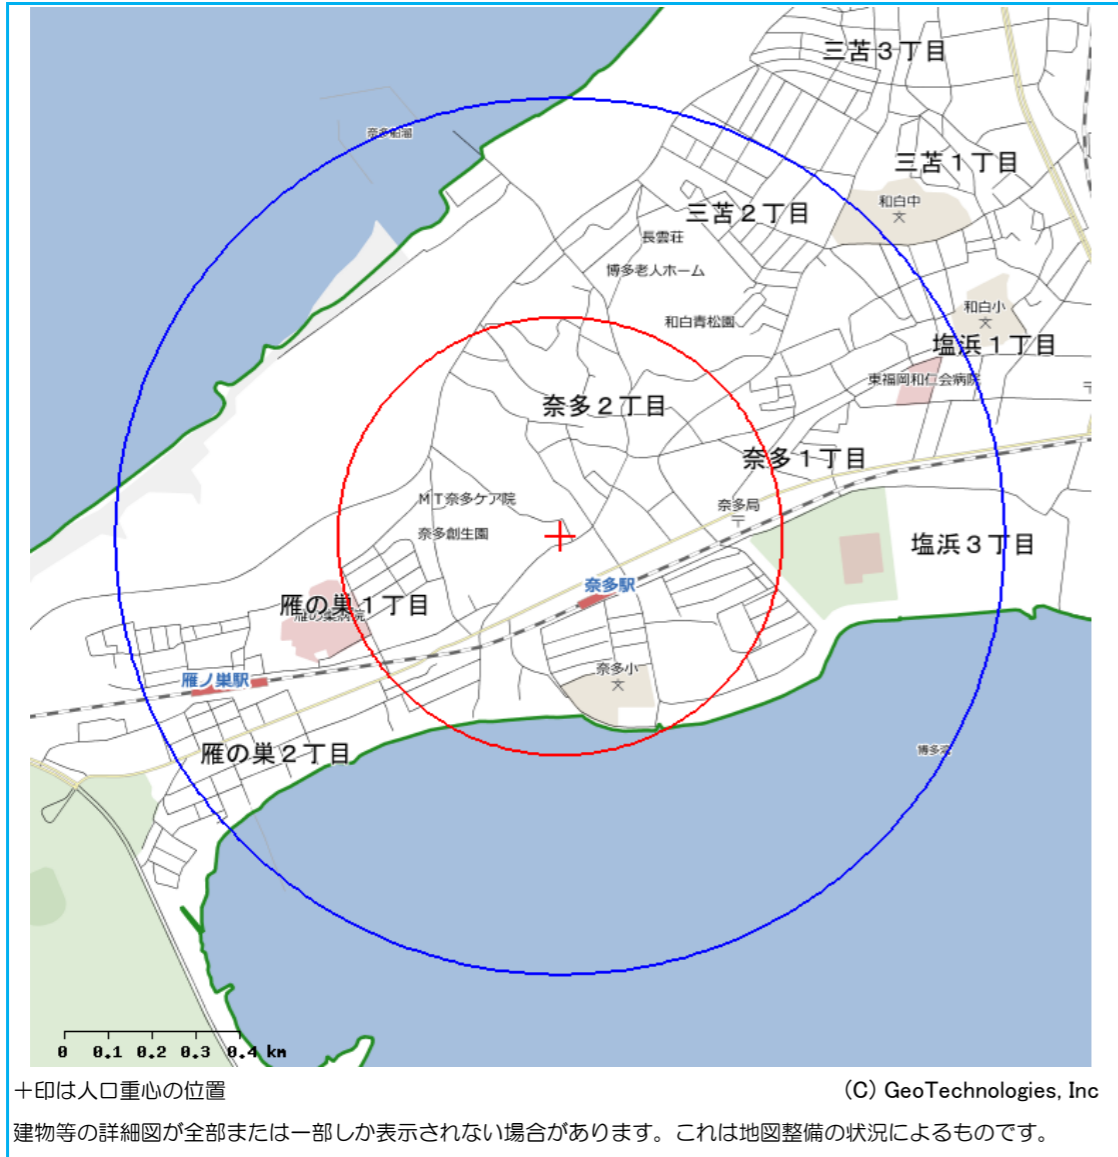 三苫３丁目
奈多船溜
三苫１丁目
和白中
三苫２丁目
長雲荘
博多老人ホーム
和白小
和白青松園
塩浜１丁目
東福岡和仁会病院
奈多２丁目
奈多１丁目
ＭＴ奈多ケア院
奈多局
奈多創生園
塩浜３丁目
奈多駅
雁の巣１丁目
雁の巣病院
奈多小
雁ノ巣駅
雁の巣２丁目
博多湾
0 0.1 0.2 0.3 0.4 km
＋印は人口重心の位置
(C) GeoTechnologies, Inc
建物等の詳細図が全部または一部しか表示されない場合があります。これは地図整備の状況によるものです。